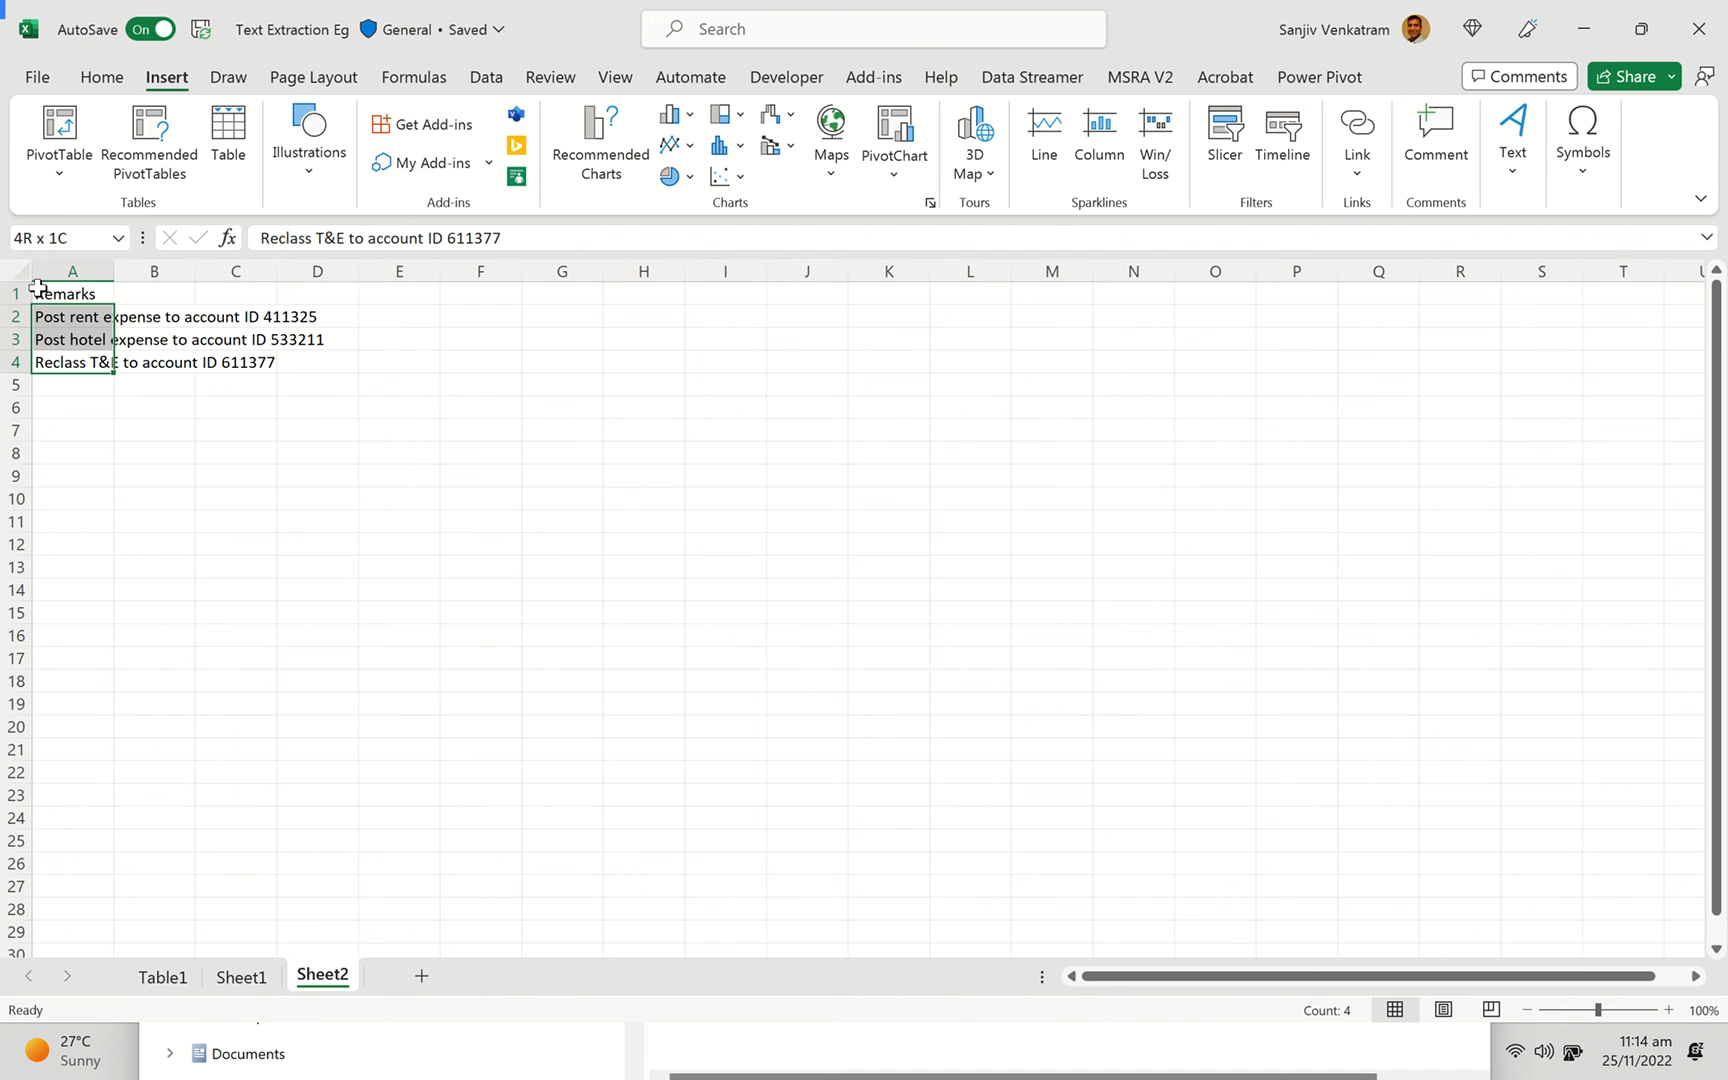 AutoSave On Text Extraction Eg General • Saved Search Sanjiv Venkatram
File Home Insert Draw Page Layout Formulas Data Review View Automate Developer Add-ins Help Data Streamer MSRA V2 Acrobat Power Pivot Comments Share
PivotTable Recommended PivotTables Table Illustrations Get Add-ins My Add-ins Recommended Charts Maps PivotChart 3D Map Line Column Win/Loss Slicer Timeline Link Comment Text Symbols
Tables Add-ins Charts Tours Sparklines Filters Links Comments
4R x 1C fx Reclass T&E to account ID 611377
A B C D E F G H I J K L M N O P Q R S T
1 Remarks
2 Post rent expense to account ID 411325
3 Post hotel expense to account ID 533211
4 Reclass T&E to account ID 611377
5
6
7
8
9
10
11
12
13
14
15
16
17
18
19
20
21
22
23
24
25
26
27
28
29
30
Table1 Sheet1 Sheet2
Ready Count: 4 100%
27°C 11:14 am
Sunny Documents 25/11/2022